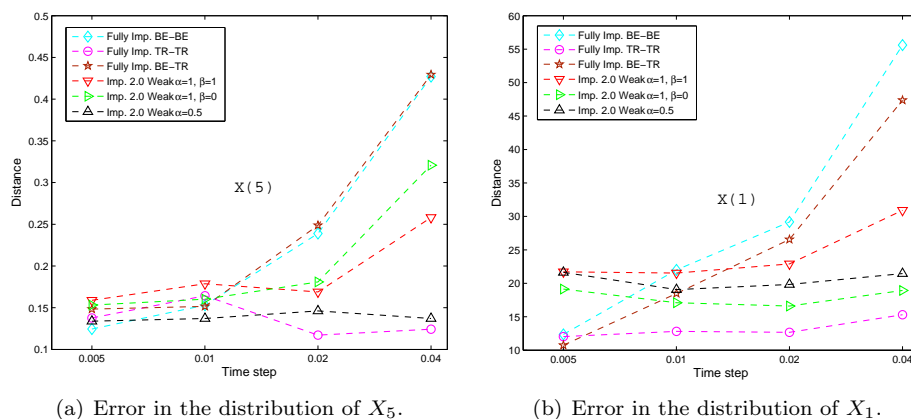 0.5
0.45
0.4
0.35
0.3
0.25
0.2
0.15
0.1
Distance
Fully Imp. BE−BE
Fully Imp. TR−TR
Fully Imp. BE−TR
Imp. 2.0 Weakα=1, β=1
Imp. 2.0 Weakα=1, β=0
Imp. 2.0 Weakα=0.5
X(5)
0.005 0.01 0.02 0.04
Time step
(a) Error in the distribution of X₅.
60
55
50
45
40
35
30
25
20
15
10
Distance
Fully Imp. BE−BE
Fully Imp. TR−TR
Fully Imp. BE−TR
Imp. 2.0 Weakα=1, β=1
Imp. 2.0 Weakα=1, β=0
Imp. 2.0 Weakα=0.5
X(1)
0.005 0.01 0.02 0.04
Time step
(b) Error in the distribution of X₁.